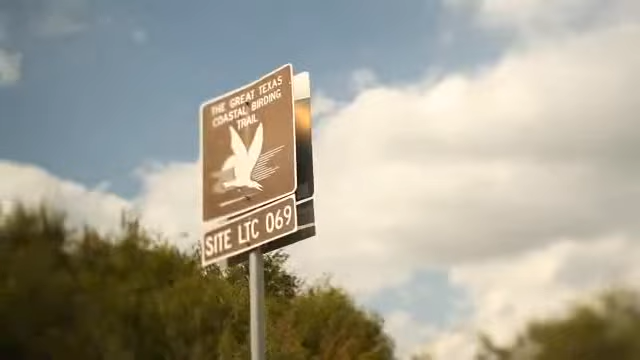 THE GREAT TEXAS
COASTAL BIRDING
TRAIL
SITE LTC 069